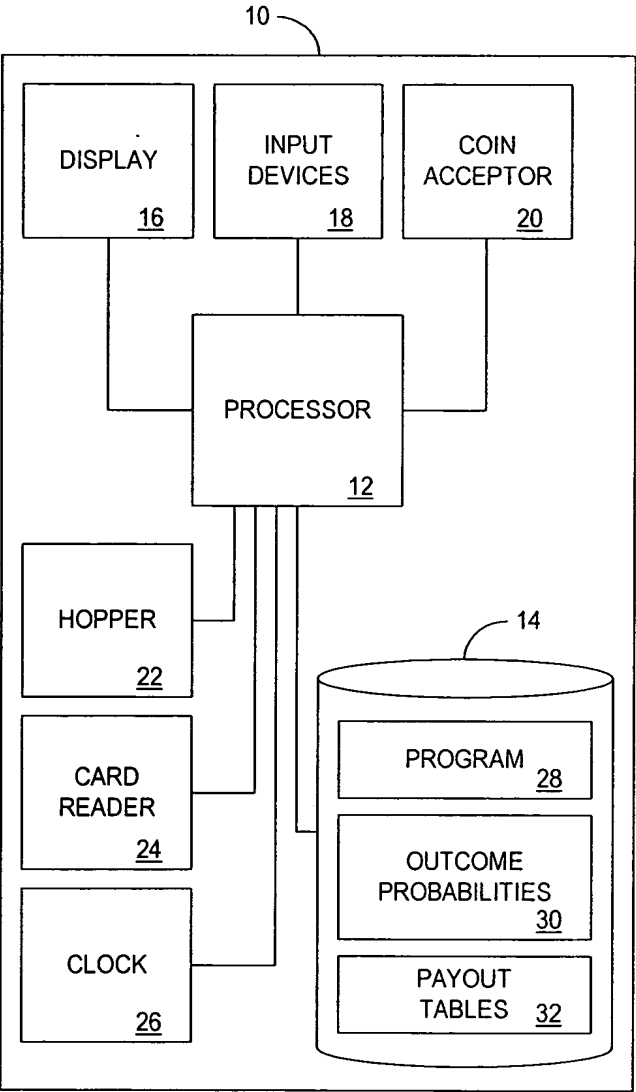 10
DISPLAY
16
INPUT
DEVICES
18
COIN
ACCEPTOR
20
PROCESSOR
12
HOPPER
22
CARD
READER
24
CLOCK
26
14
PROGRAM
28
OUTCOME
PROBABILITIES
30
PAYOUT
TABLES
32